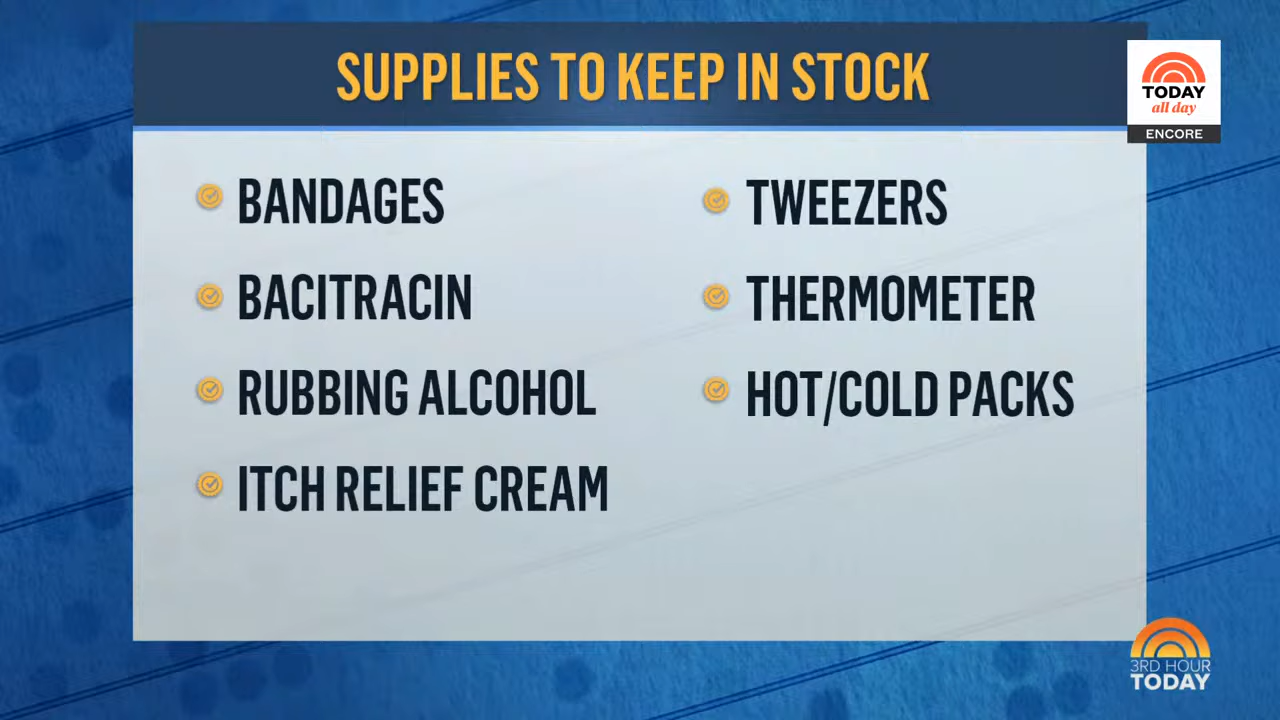 SUPPLIES TO KEEP IN STOCK
TODAY
all day
ENCORE
BANDAGES
BACITRACIN
RUBBING ALCOHOL
ITCH RELIEF CREAM
TWEEZERS
THERMOMETER
HOT/COLD PACKS
3RD HOUR
TODAY